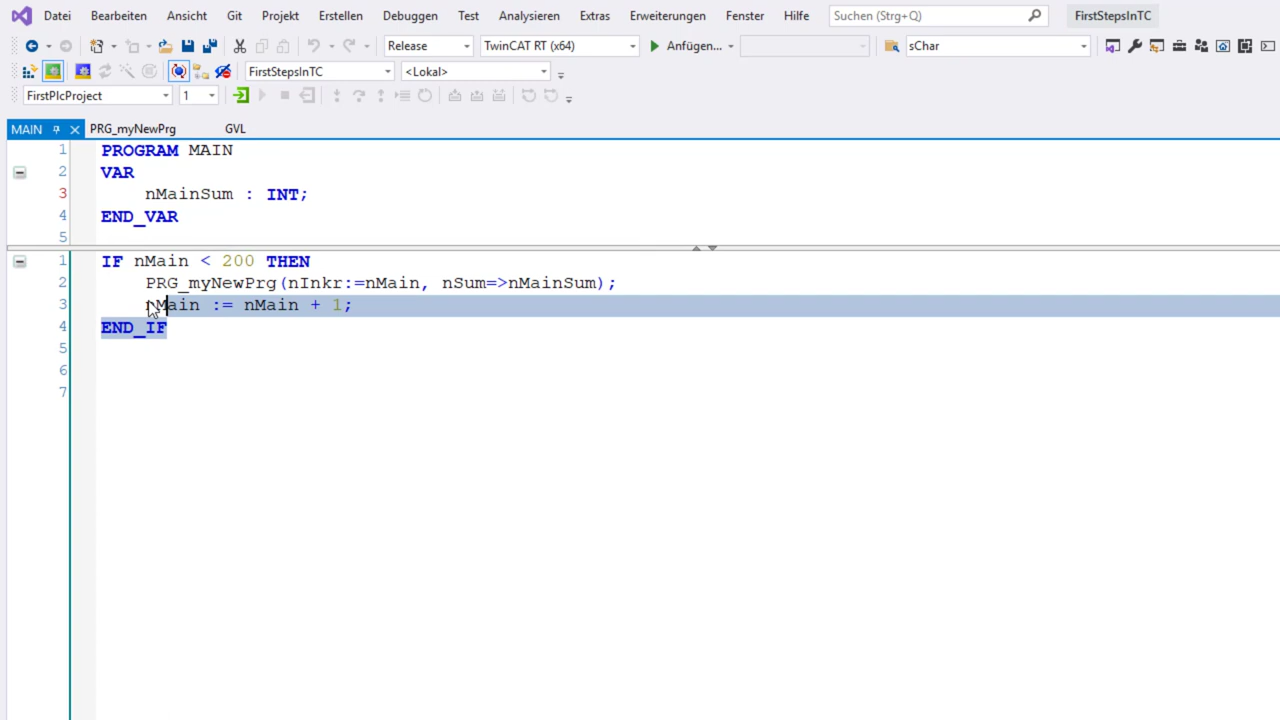 Datei Bearbeiten Ansicht Git Projekt Erstellen Debuggen Test Analysieren Extras Erweiterungen Fenster Hilfe Suchen (Strg+Q) FirstStepsInTC
Release TwinCAT RT (x64) Anfügen... sChar
FirstStepsInTC <Lokal>
FirstPlcProject 1
MAIN PRG_myNewPrg GVL
1 PROGRAM MAIN
2 VAR
3 nMainSum : INT;
4 END_VAR
5
1 IF nMain < 200 THEN
2 PRG_myNewPrg(nInkr:=nMain, nSum=>nMainSum);
3 nMain := nMain + 1;
4 END_IF
5
6
7